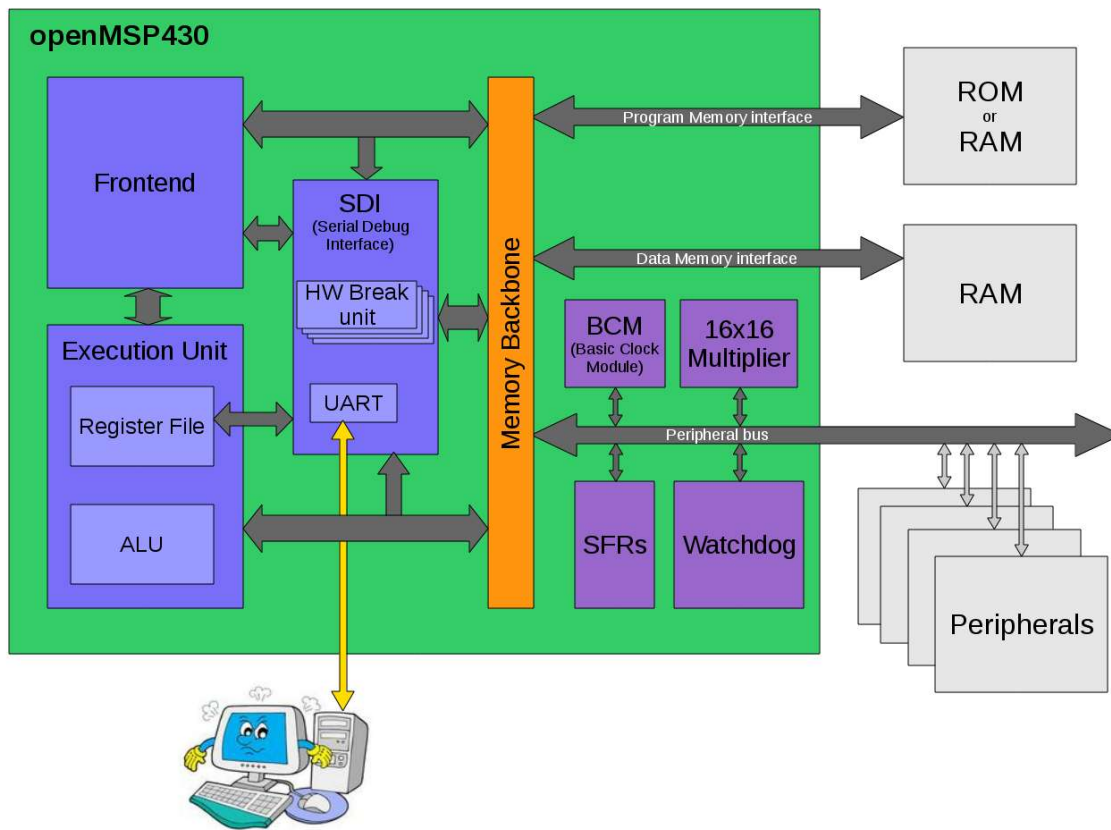 openMSP430
Frontend
SDI
(Serial Debug
Interface)
HW Break
unit
UART
Execution Unit
Register File
ALU
Memory Backbone
Program Memory interface
ROM
or
RAM
Data Memory interface
RAM
BCM
(Basic Clock
Module)
16x16
Multiplier
Peripheral bus
SFRs
Watchdog
Peripherals